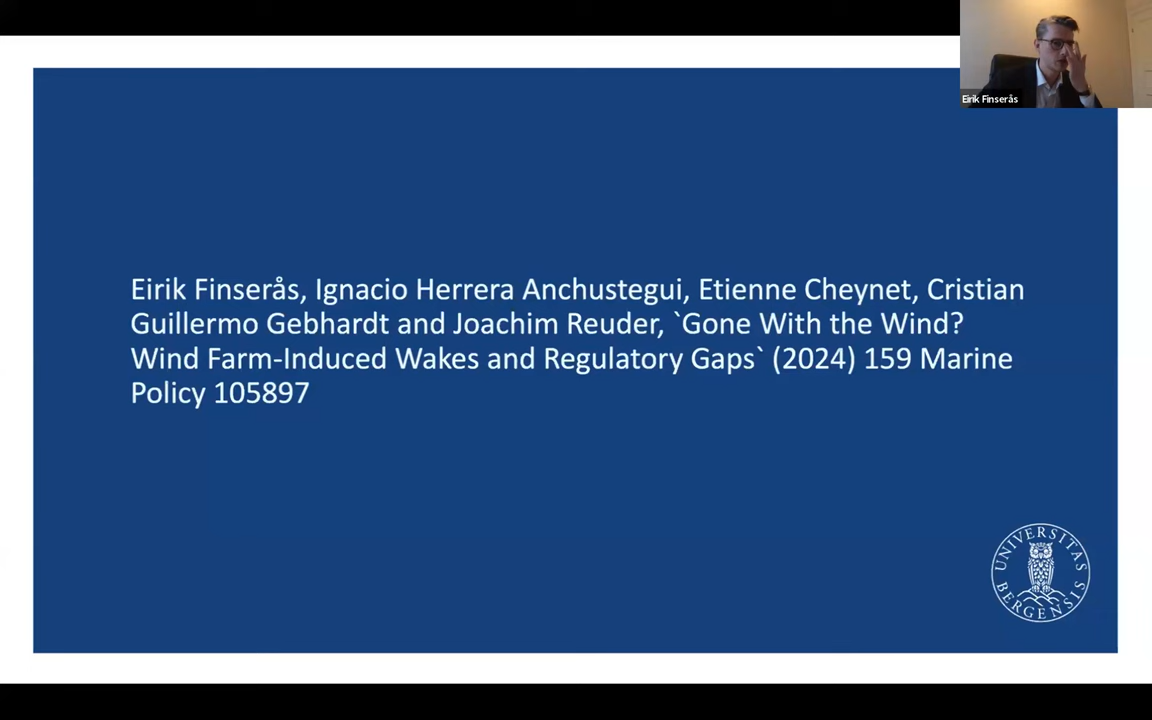 Eirik Finserås
Eirik Finserås, Ignacio Herrera Anchustegui, Etienne Cheynet, Cristian
Guillermo Gebhardt and Joachim Reuder, `Gone With the Wind?
Wind Farm-Induced Wakes and Regulatory Gaps` (2024) 159 Marine
Policy 105897
UNIVERSITAS
BERGENSIS